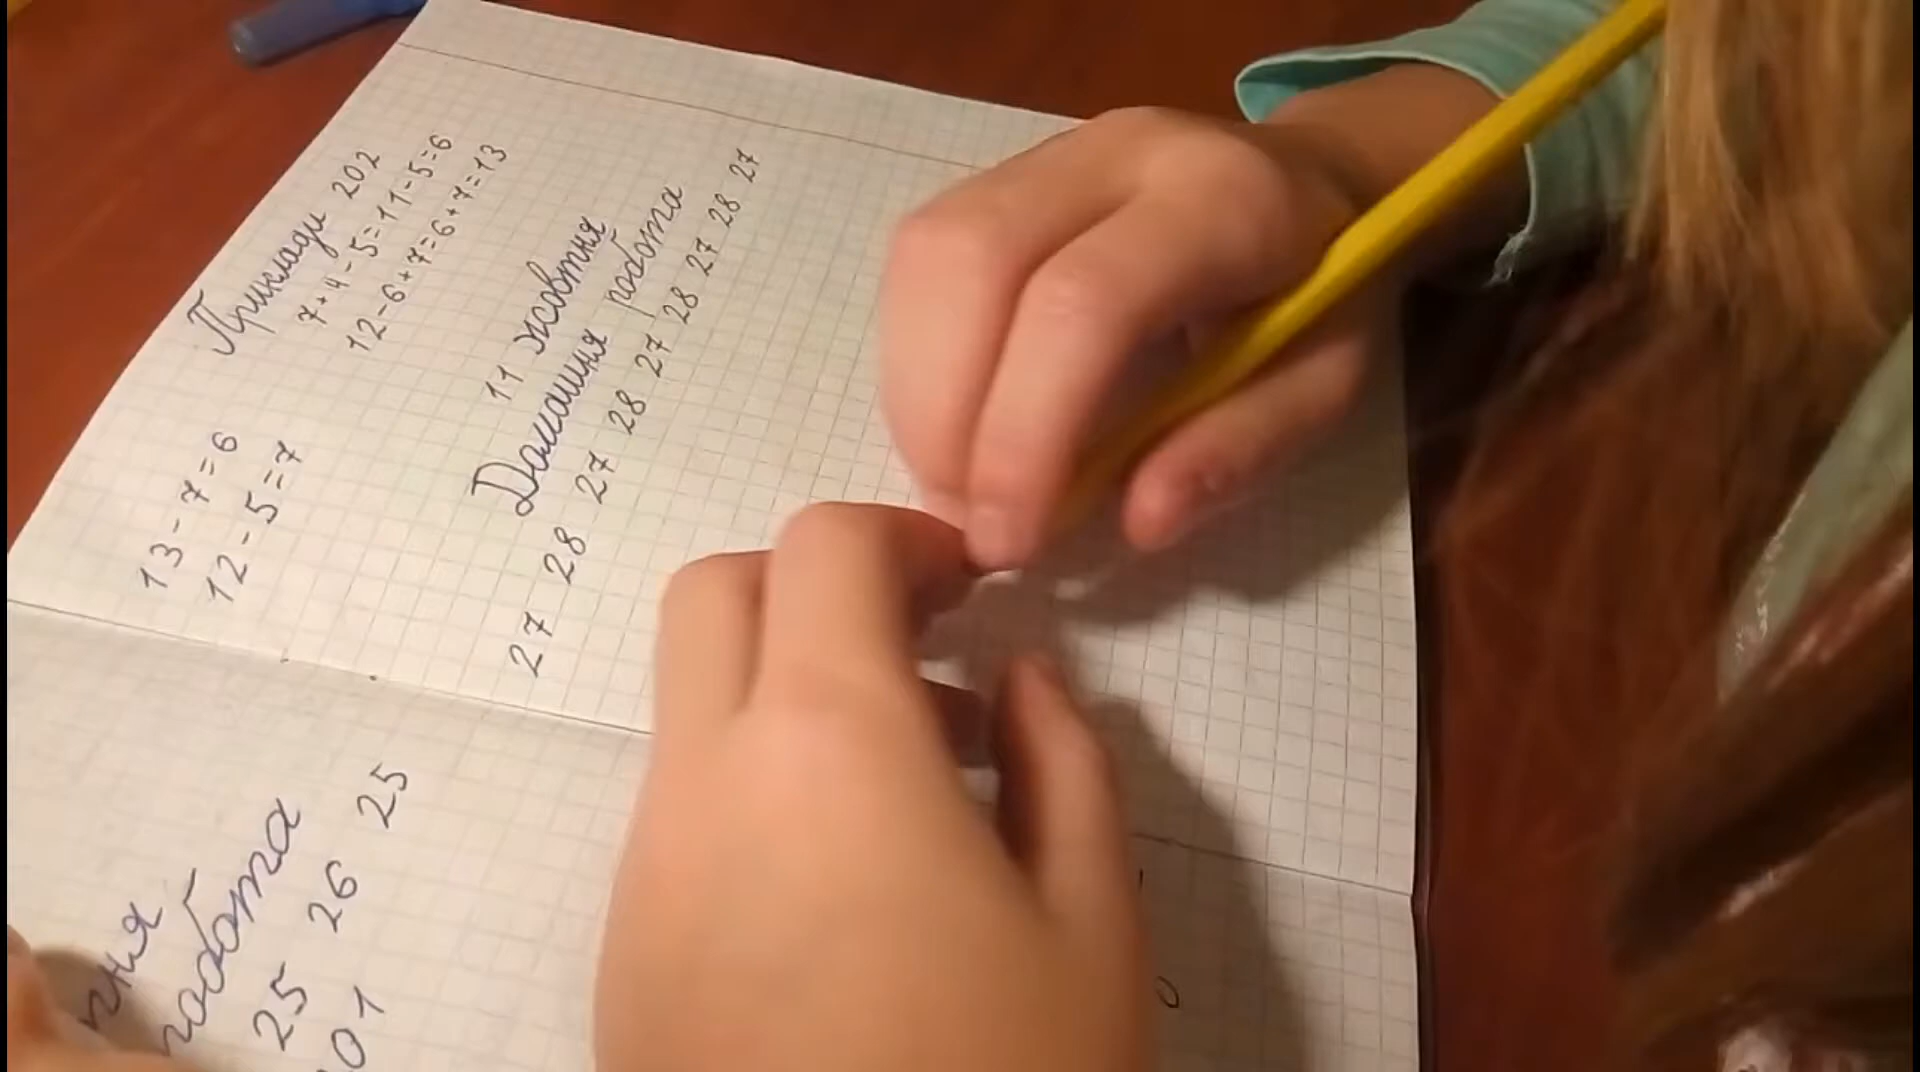 Приклади 202
7+4-5=11-5=6
12-6+7=6+7=13
13-7=6
12-5=7
11 жовтня
Домашня робота
27 28 27 28 27 28 27 28 27
робота
25 26 25
01